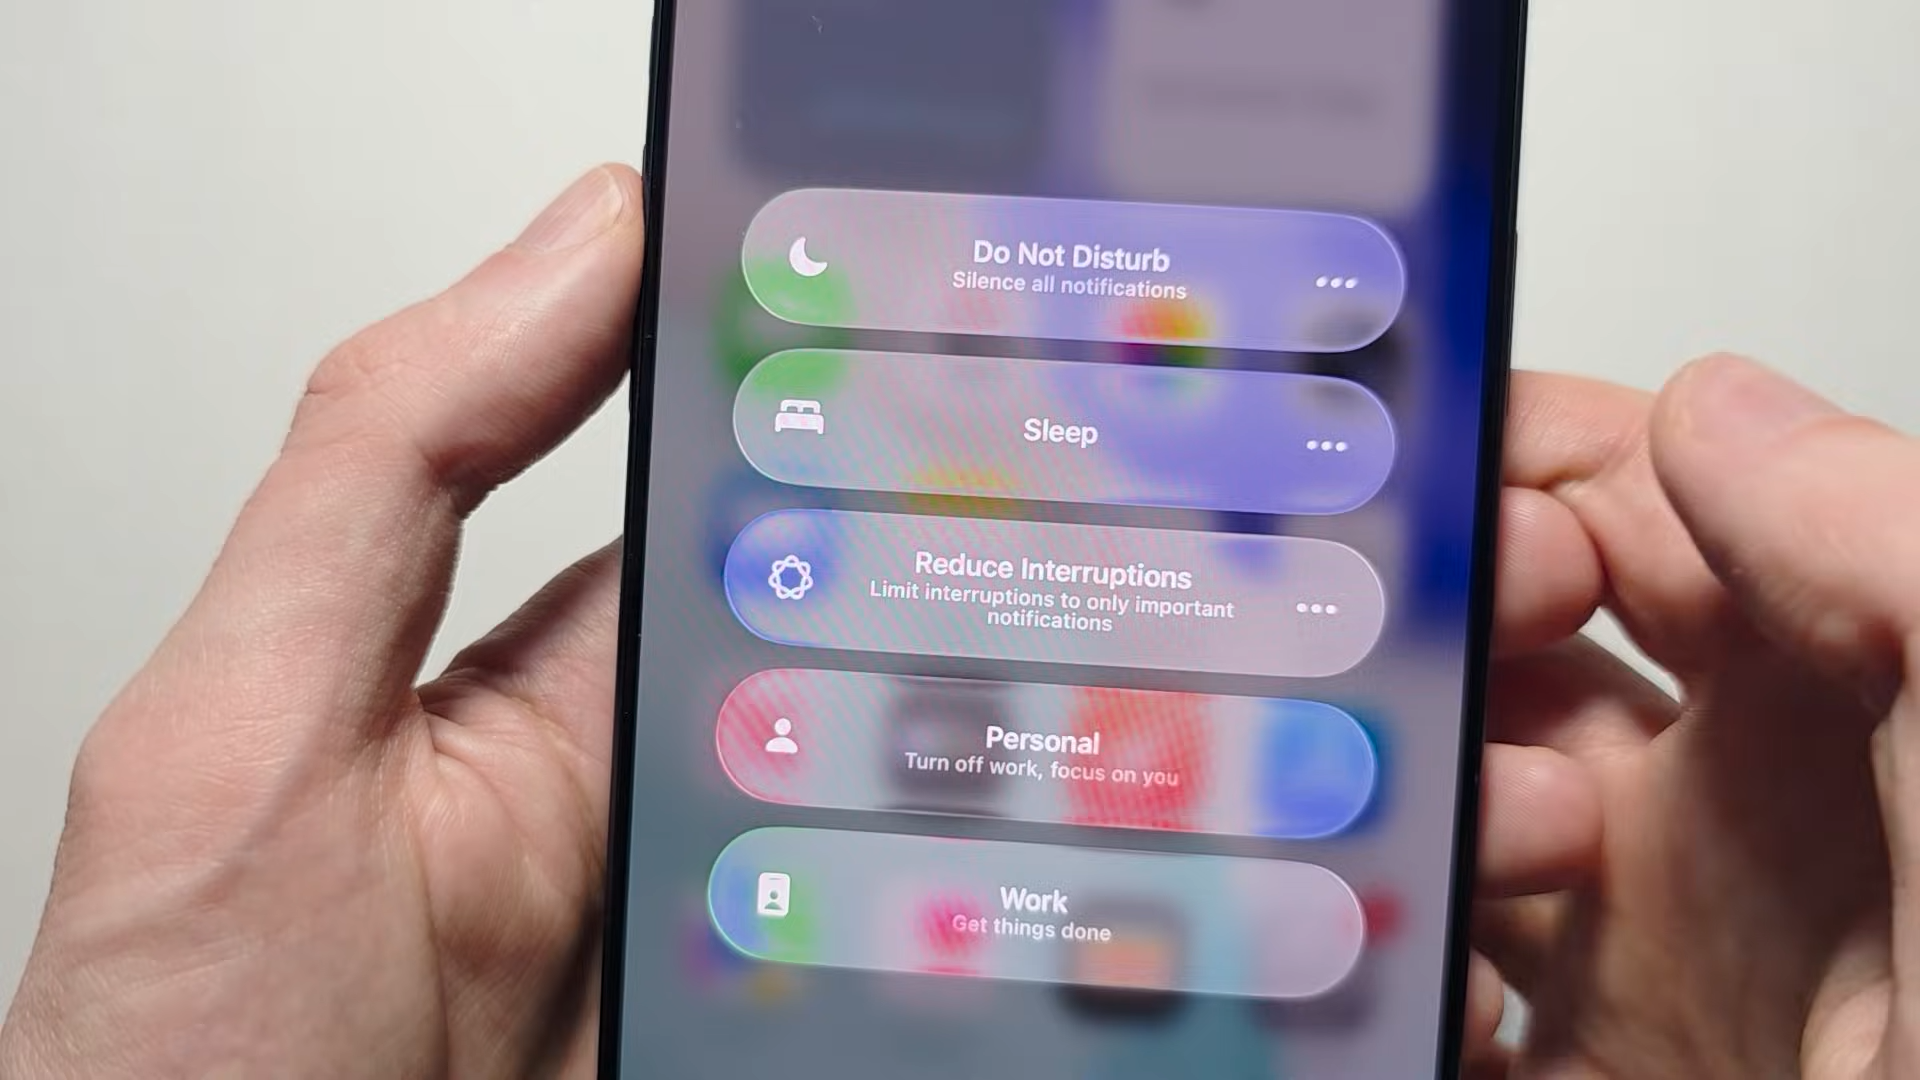 Do Not Disturb
Silence all notifications
Sleep
Reduce Interruptions
Limit interruptions to only important
notifications
Personal
Turn off work, focus on you
Work
Get things done